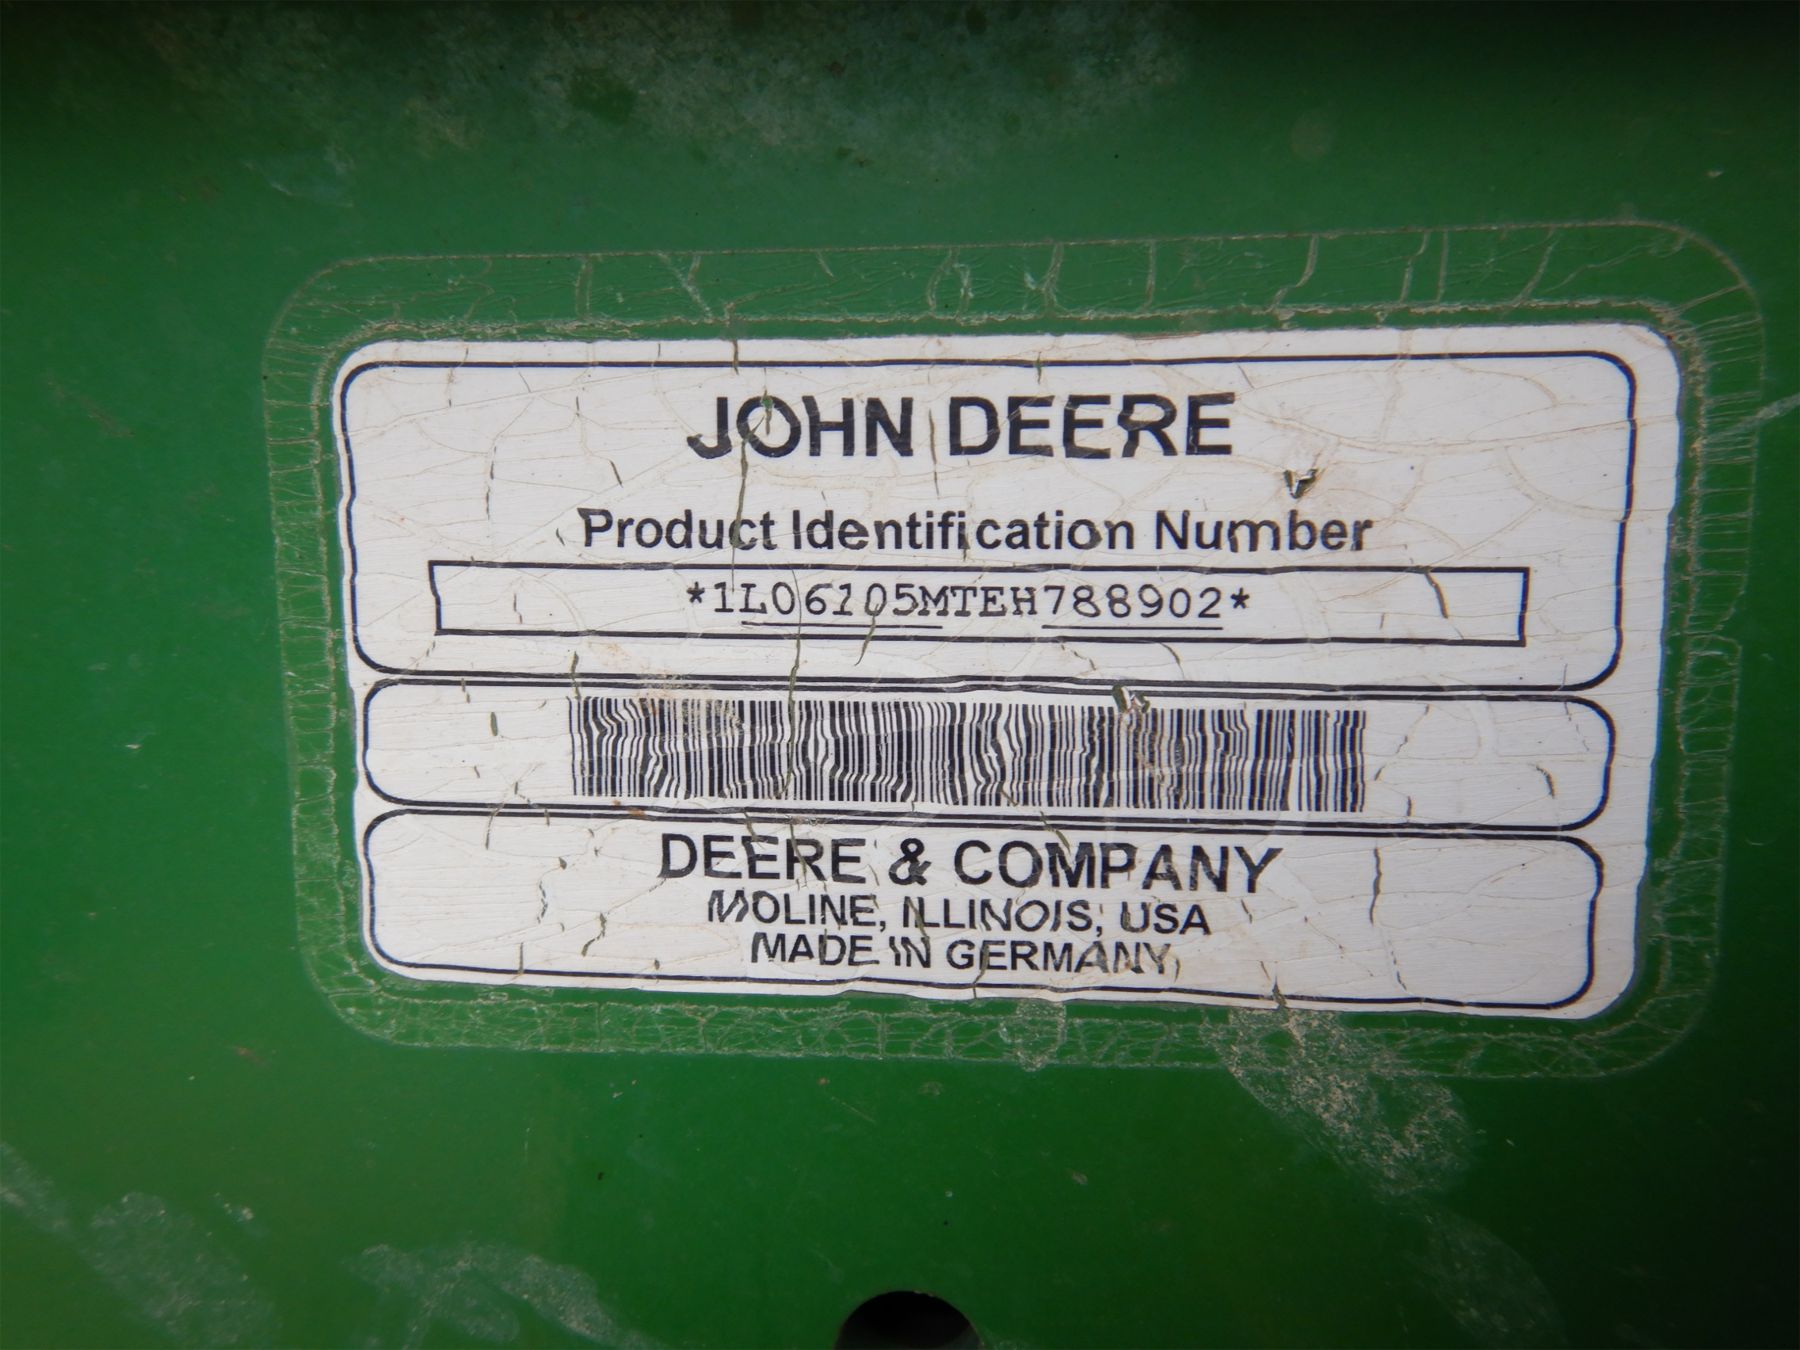 JOHN DEERE
Product Identification Number
*1L06105MTEH788902*
DEERE & COMPANY
MOLINE, ILLINOIS, USA
MADE IN GERMANY